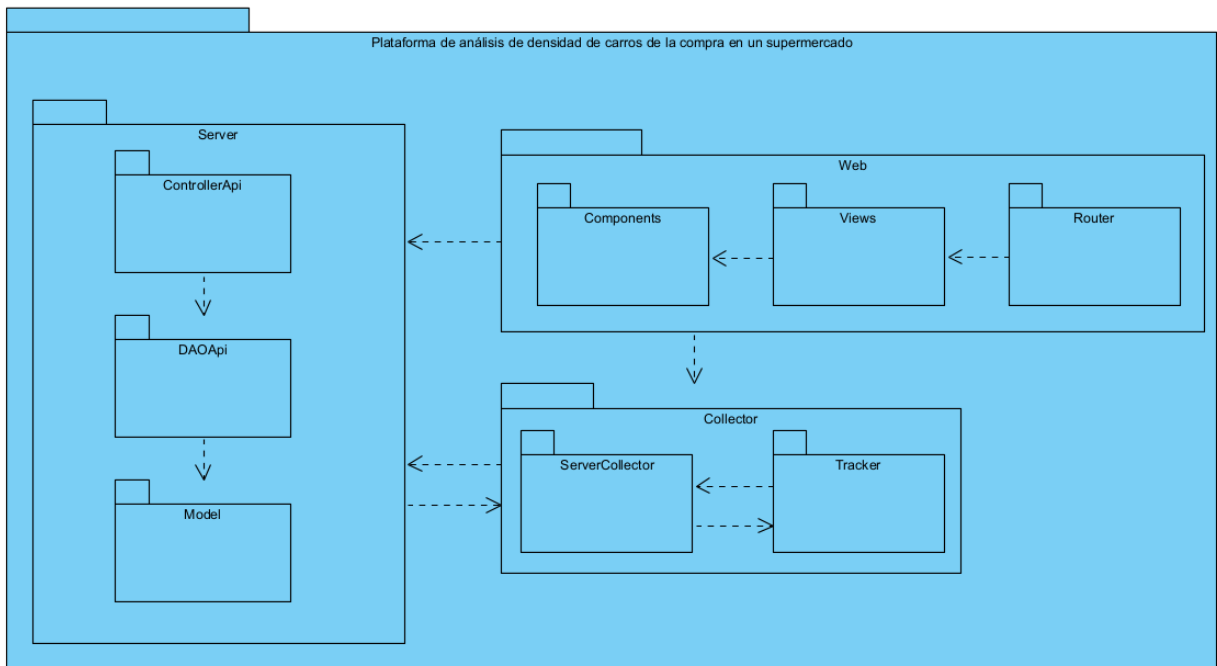 Plataforma de análisis de densidad de carros de la compra en un supermercado
Server
ControllerApi
DAOApi
Model
Web
Components
Views
Router
Collector
ServerCollector
Tracker